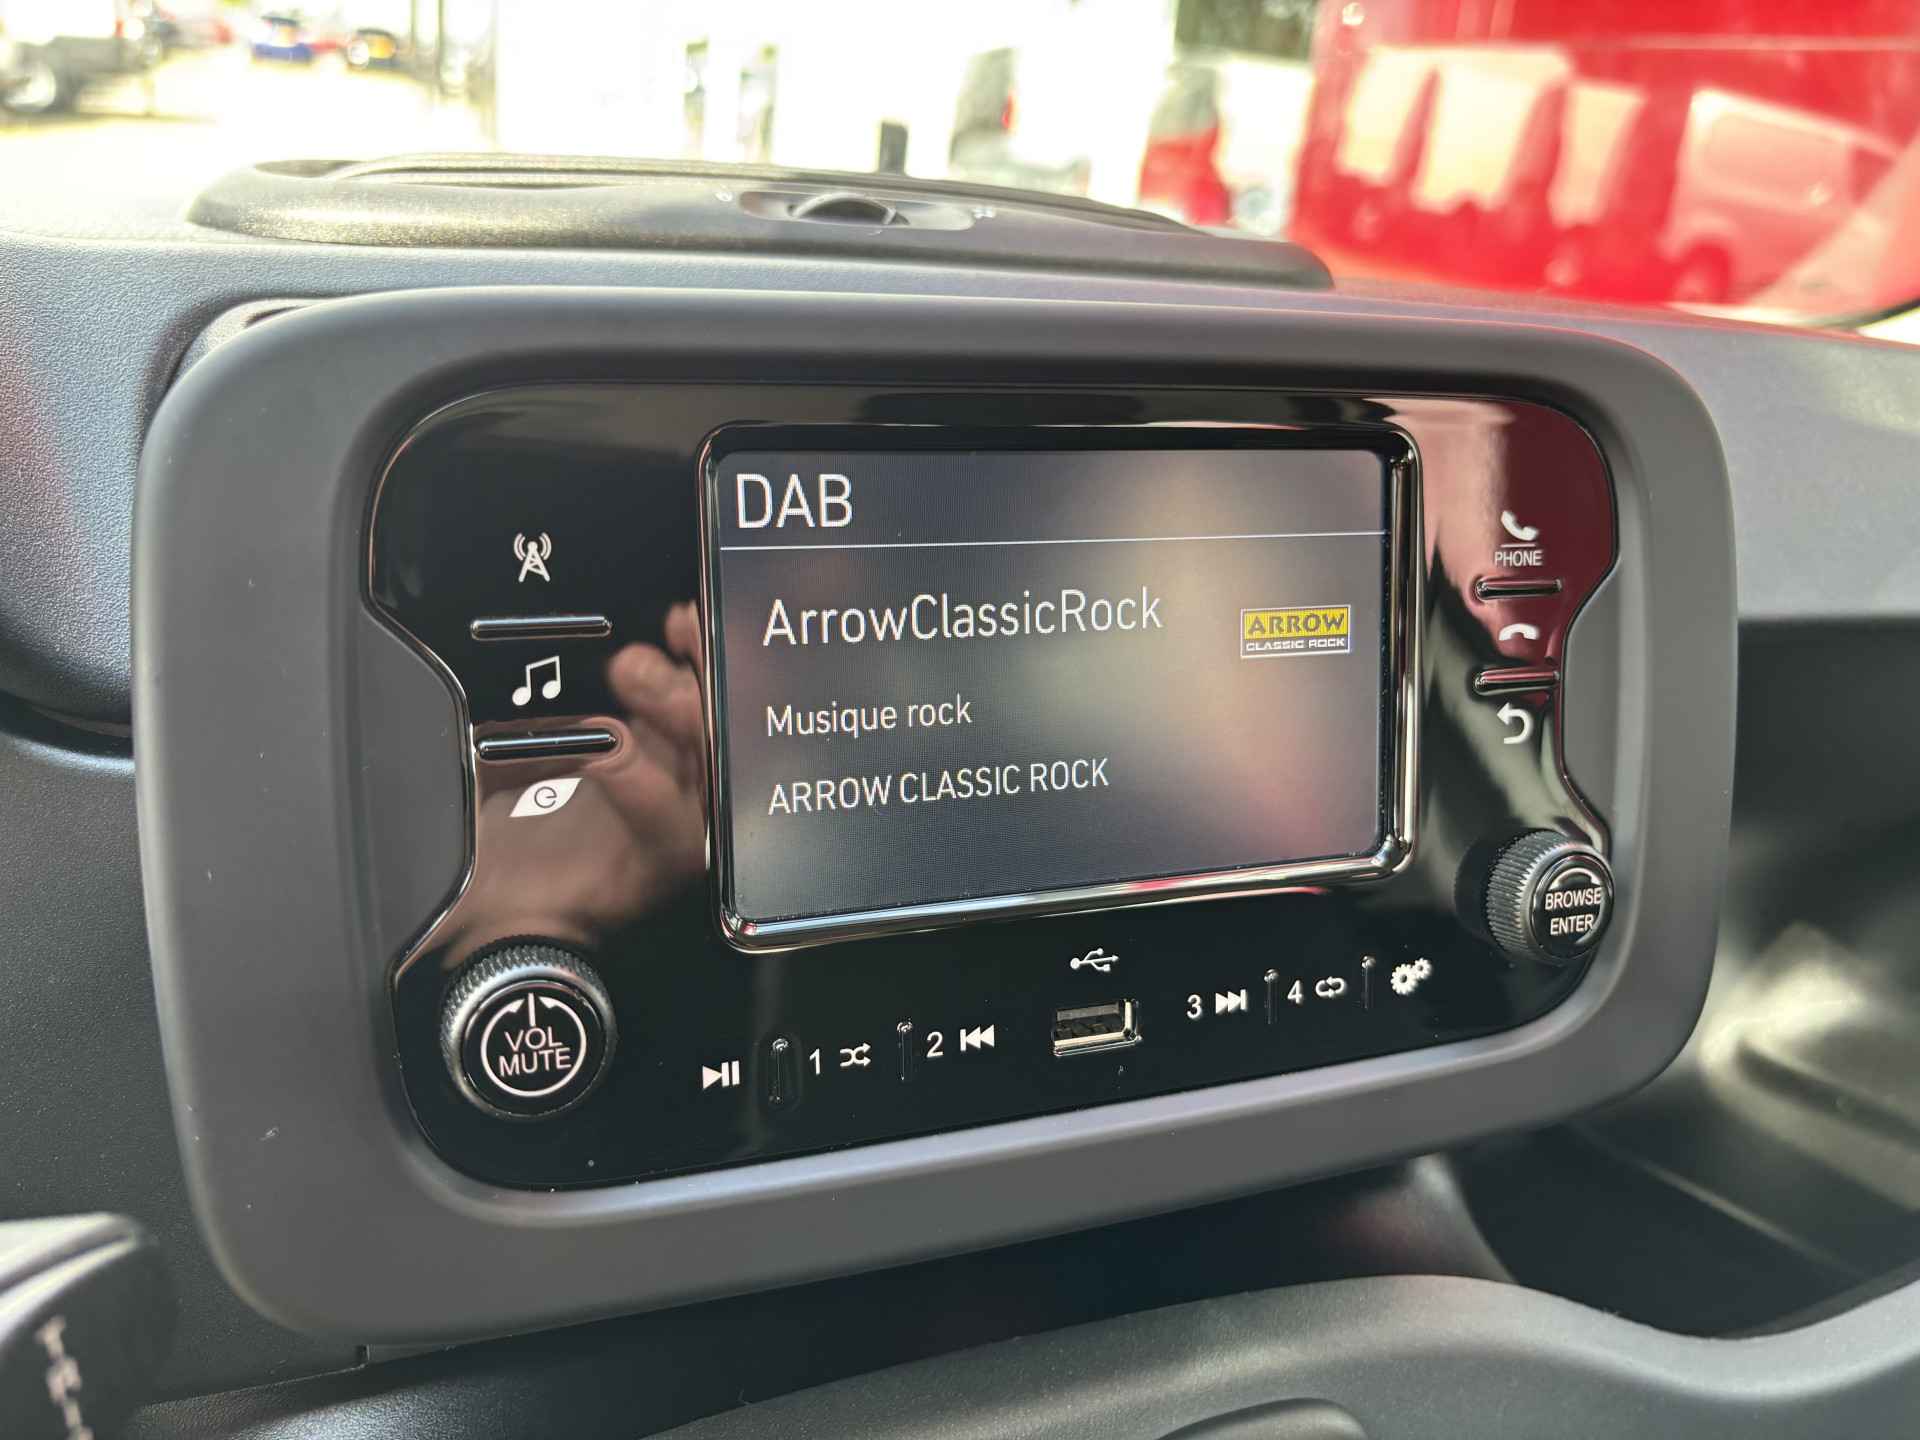 DAB
ArrowClassicRock
ARROW
CLASSIC ROCK
Musique rock
ARROW CLASSIC ROCK
PHONE
BROWSE
ENTER
VOL
MUTE
1
2
3
4